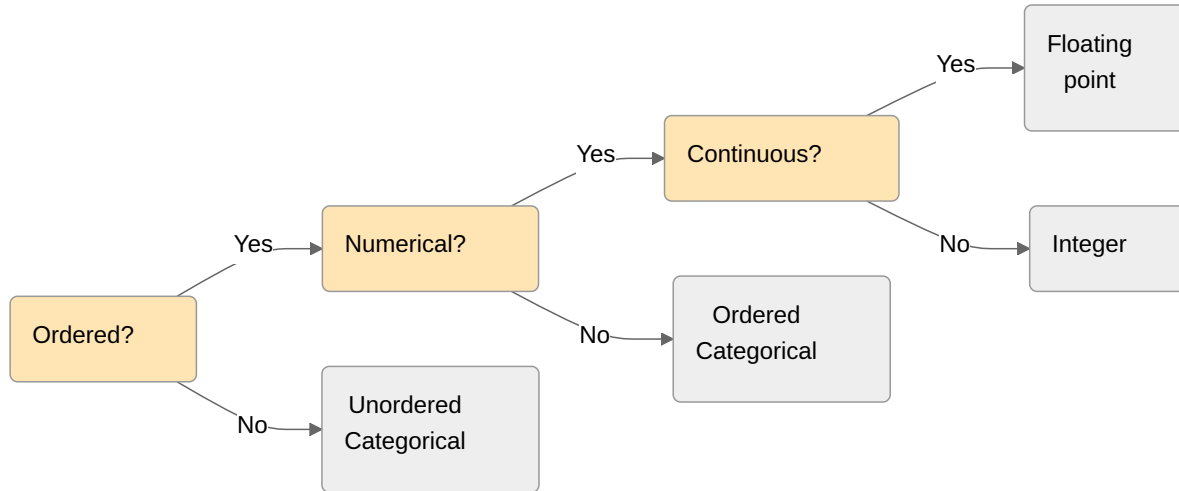 Floating
point
Yes
Continuous?
Yes
Numerical?
No
Integer
Yes
Ordered?
No
Ordered
Categorical
No
Unordered
Categorical